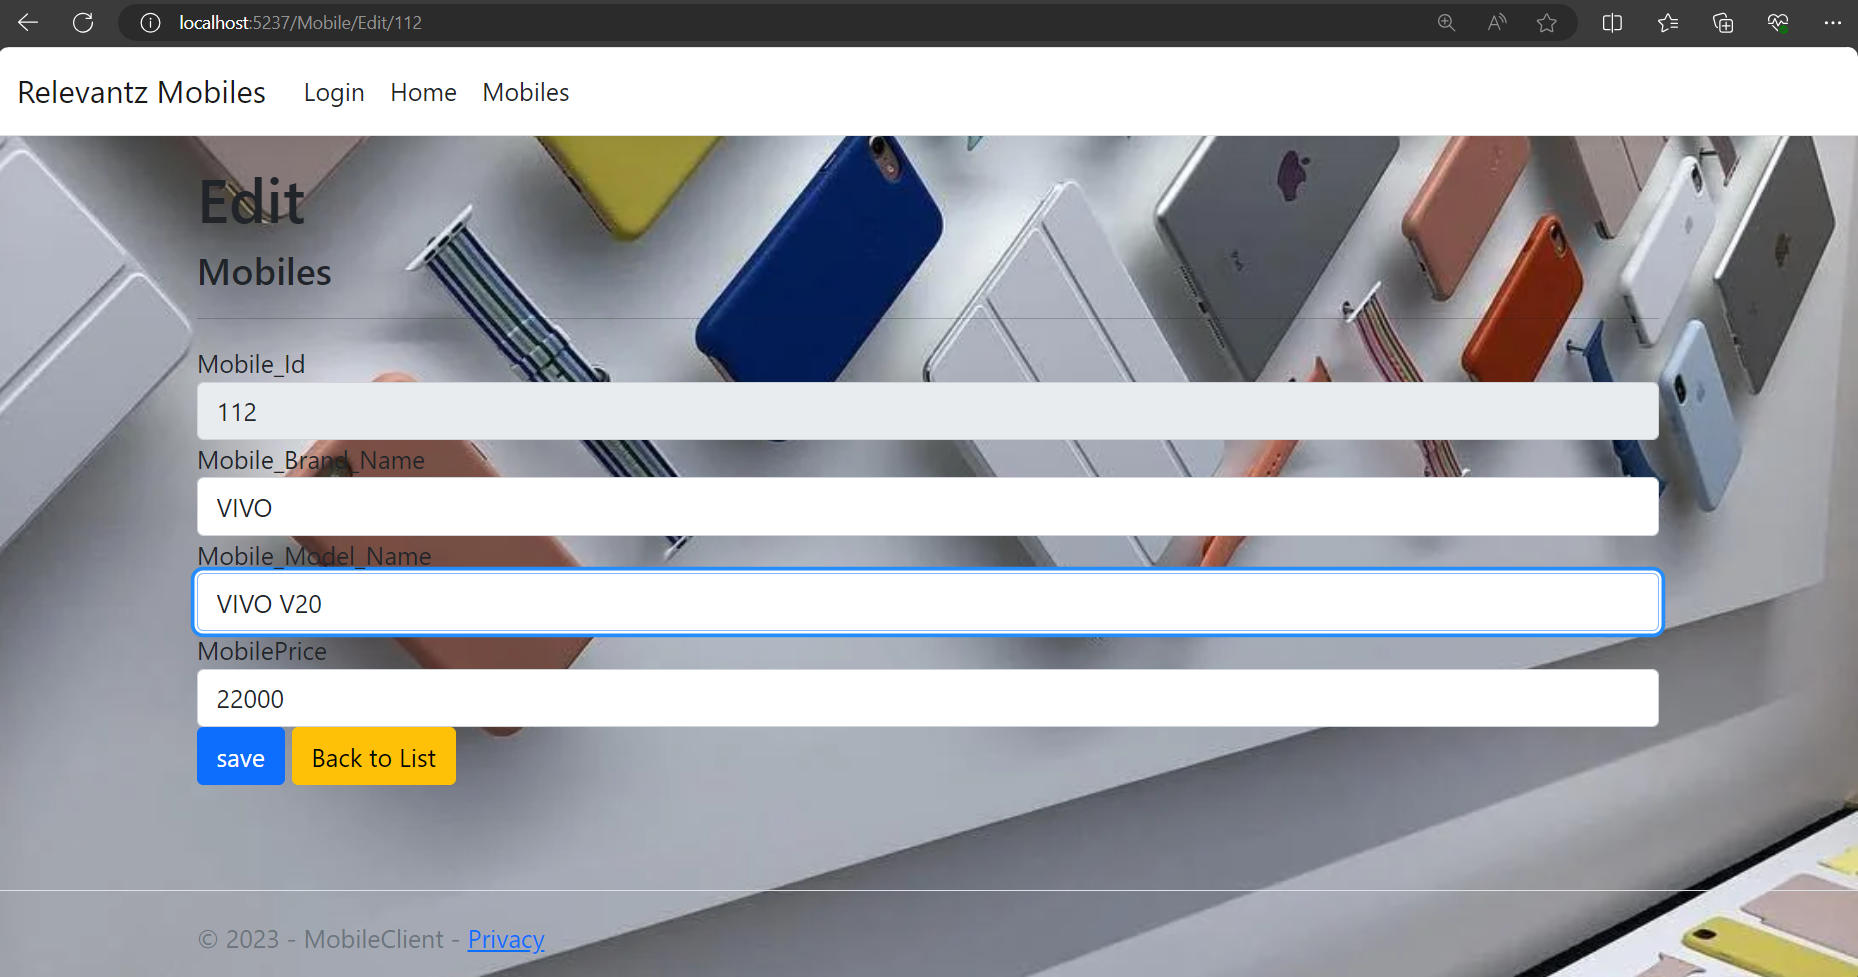 localhost:5237/Mobile/Edit/112
Relevantz Mobiles Login Home Mobiles
Edit
Mobiles
Mobile_Id
112
Mobile_Brand_Name
VIVO
Mobile_Model_Name
VIVO V20
MobilePrice
22000
save Back to List
© 2023 - MobileClient - Privacy